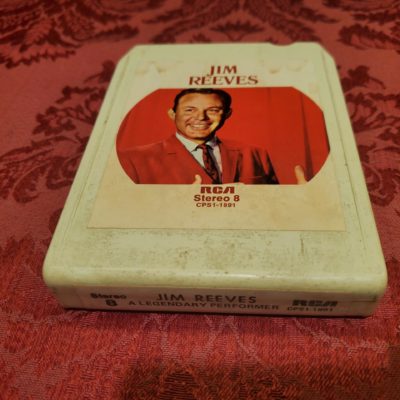 JIM
REEVES
RCA
Stereo 8
CPS1-1891
Stereo
8
JIM REEVES
A LEGENDARY PERFORMER
RCA
CPS1-1891